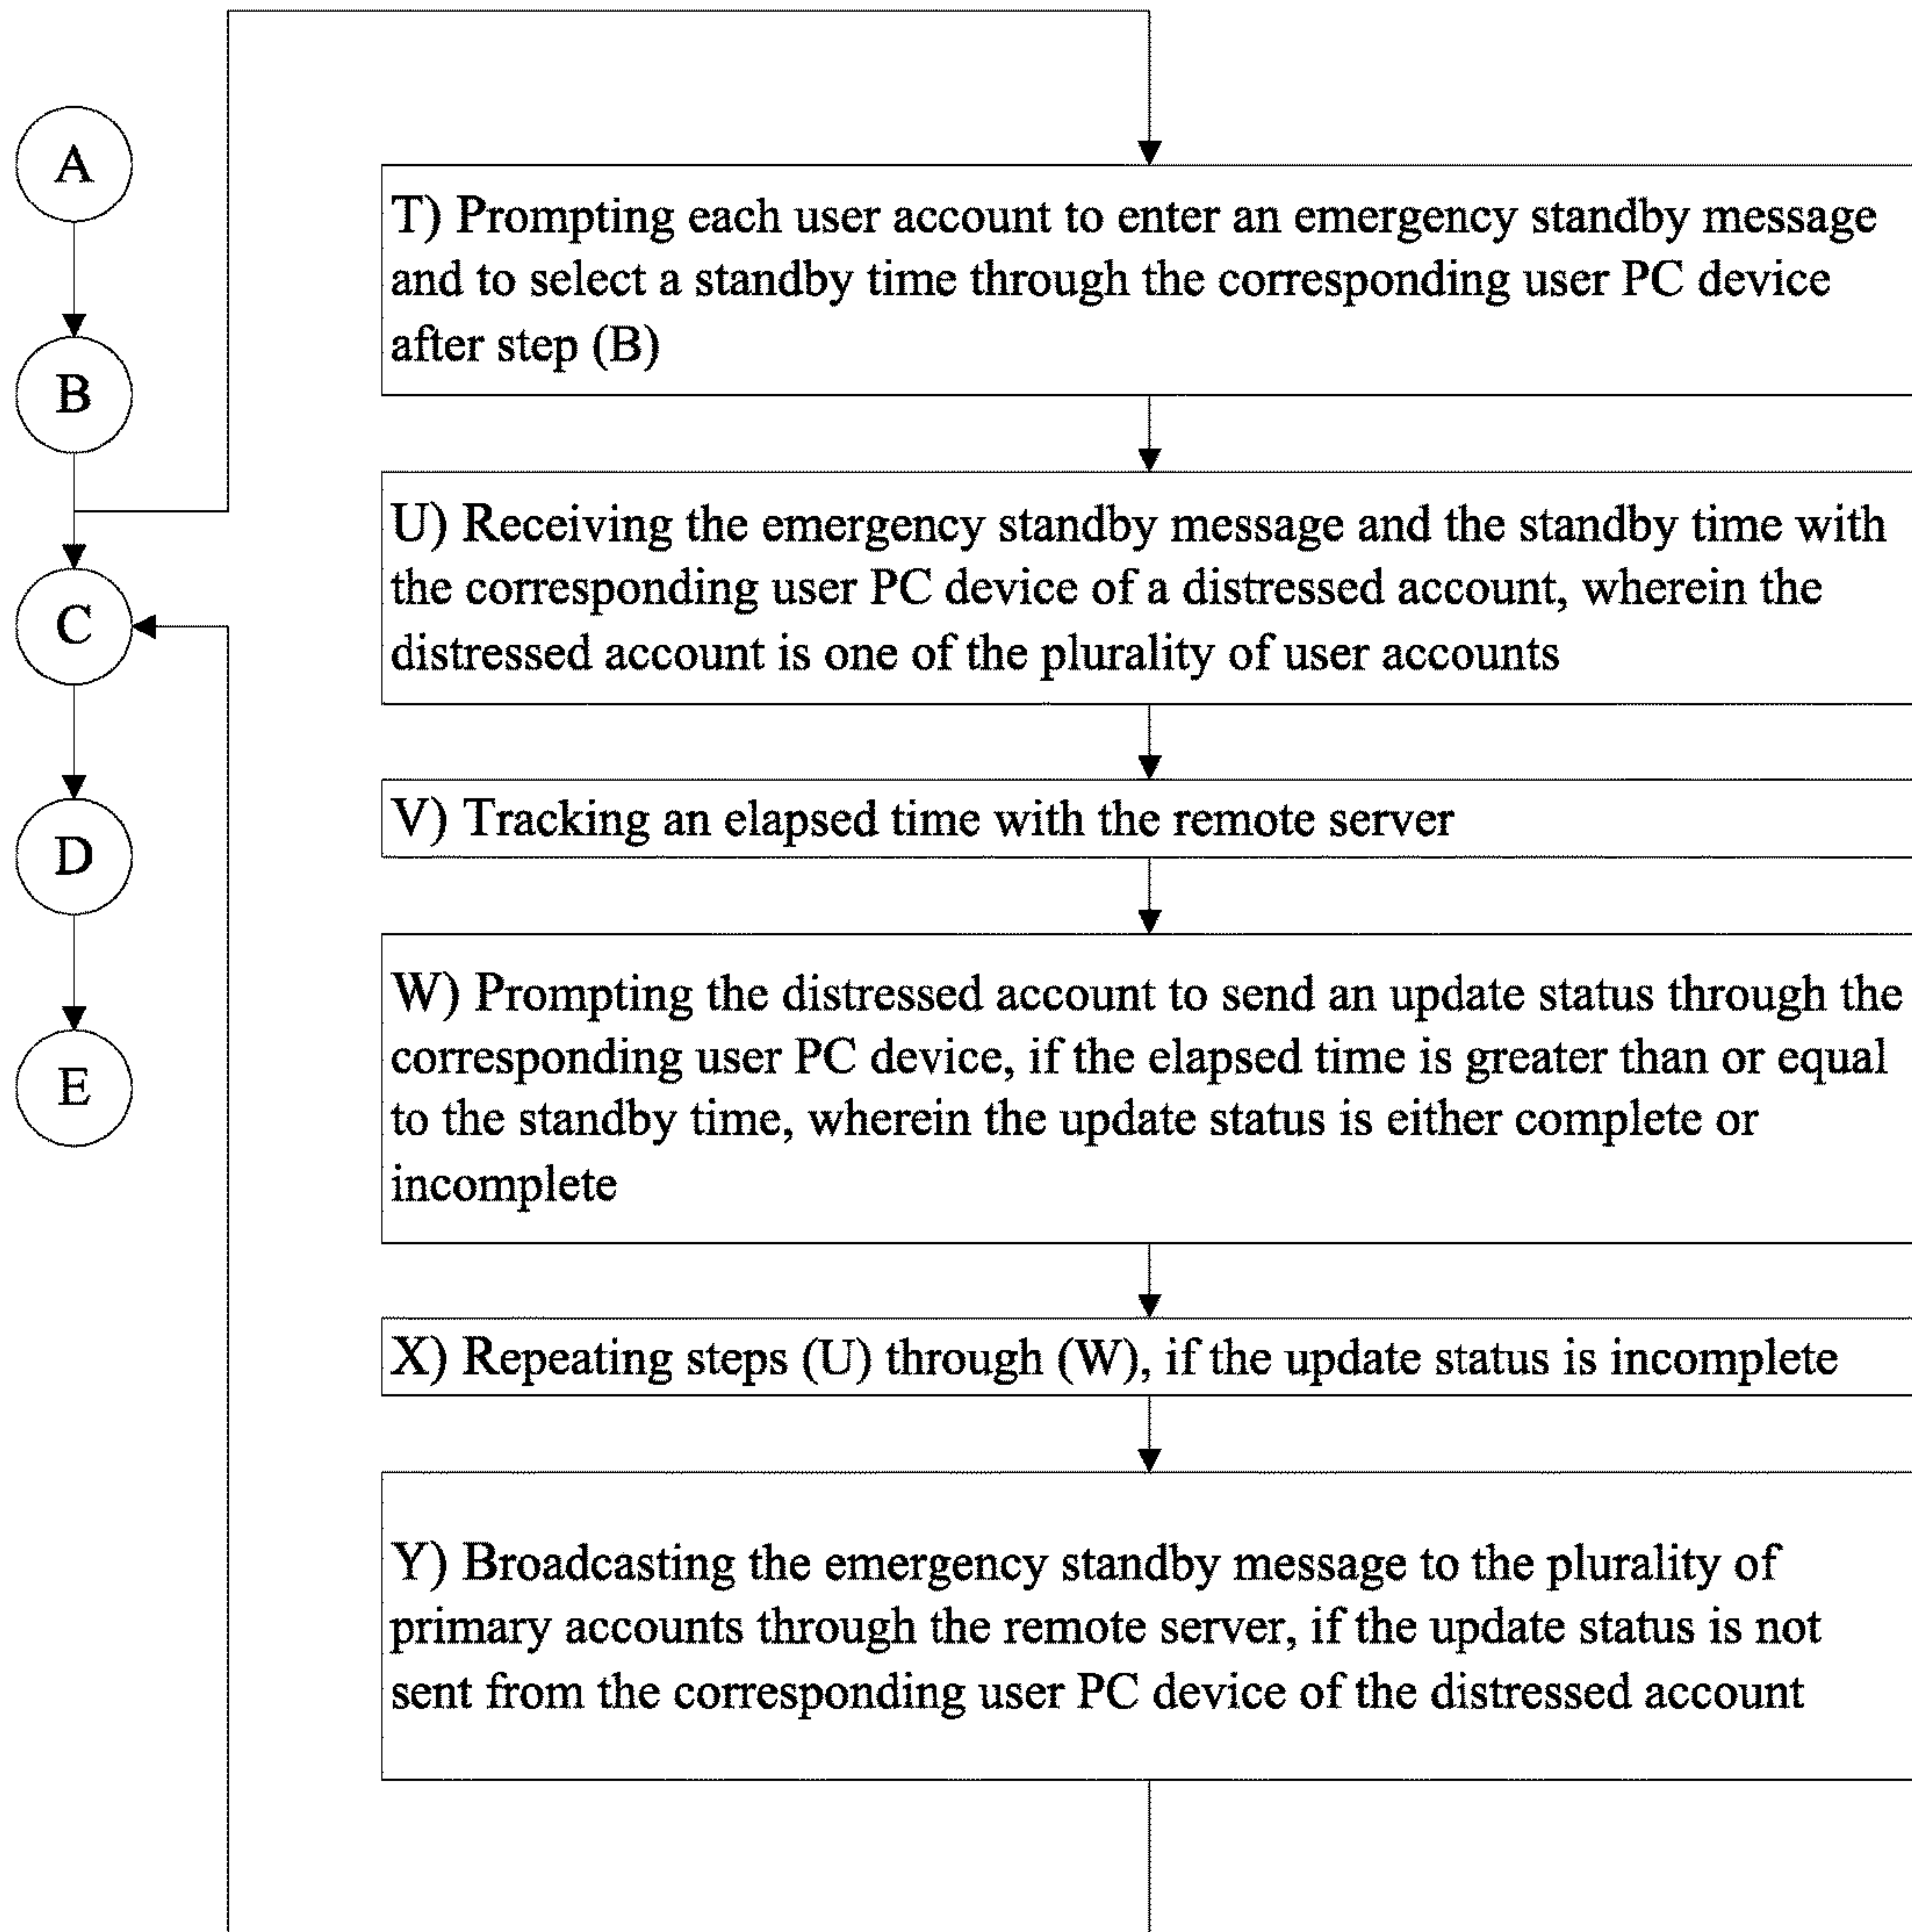 A
B
C
D
E
T) Prompting each user account to enter an emergency standby message
and to select a standby time through the corresponding user PC device
after step (B)
U) Receiving the emergency standby message and the standby time with
the corresponding user PC device of a distressed account, wherein the
distressed account is one of the plurality of user accounts
V) Tracking an elapsed time with the remote server
W) Prompting the distressed account to send an update status through the
corresponding user PC device, if the elapsed time is greater than or equal
to the standby time, wherein the update status is either complete or
incomplete
X) Repeating steps (U) through (W), if the update status is incomplete
Y) Broadcasting the emergency standby message to the plurality of
primary accounts through the remote server, if the update status is not
sent from the corresponding user PC device of the distressed account